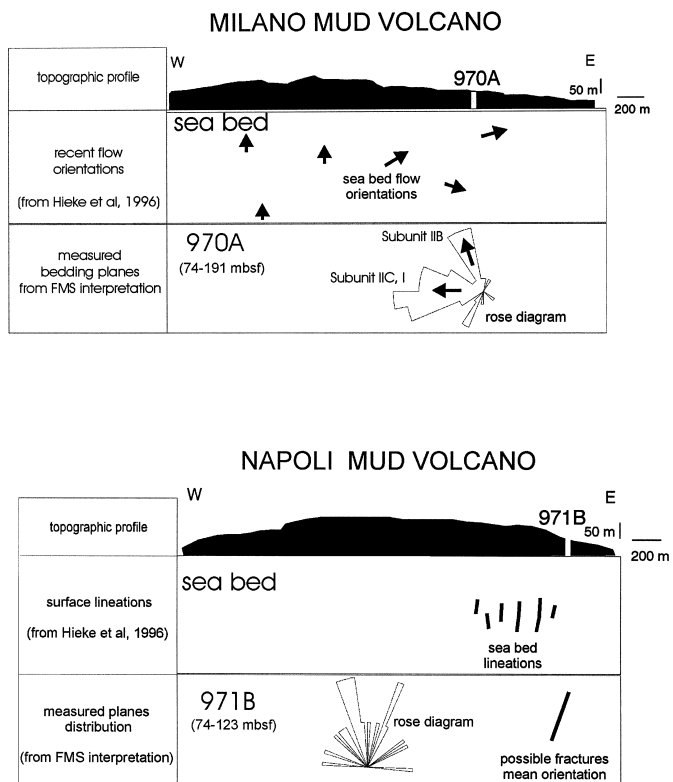 MILANO MUD VOLCANO
topographic profile
W
E
970A
50 m
200 m
recent flow
orientations
(from Hieke et al, 1996)
sea bed
sea bed flow
orientations
measured
bedding planes
from FMS interpretation
970A
(74-191 mbsf)
Subunit IIB
Subunit IIC, I
rose diagram
NAPOLI MUD VOLCANO
topographic profile
W
E
971B
50 m
200 m
surface lineations
(from Hieke et al, 1996)
sea bed
sea bed
lineations
measured planes
distribution
(from FMS interpretation)
971B
(74-123 mbsf)
rose diagram
possible fractures
mean orientation